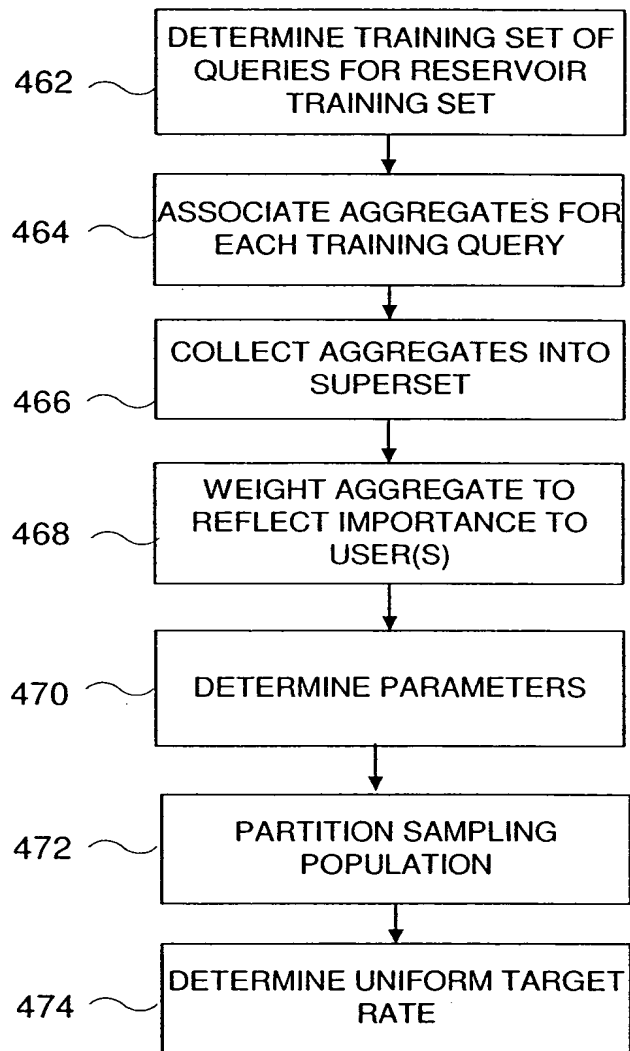 462
DETERMINE TRAINING SET OF
QUERIES FOR RESERVOIR
TRAINING SET
464
ASSOCIATE AGGREGATES FOR
EACH TRAINING QUERY
466
COLLECT AGGREGATES INTO
SUPERSET
468
WEIGHT AGGREGATE TO
REFLECT IMPORTANCE TO
USER(S)
470
DETERMINE PARAMETERS
472
PARTITION SAMPLING
POPULATION
474
DETERMINE UNIFORM TARGET
RATE